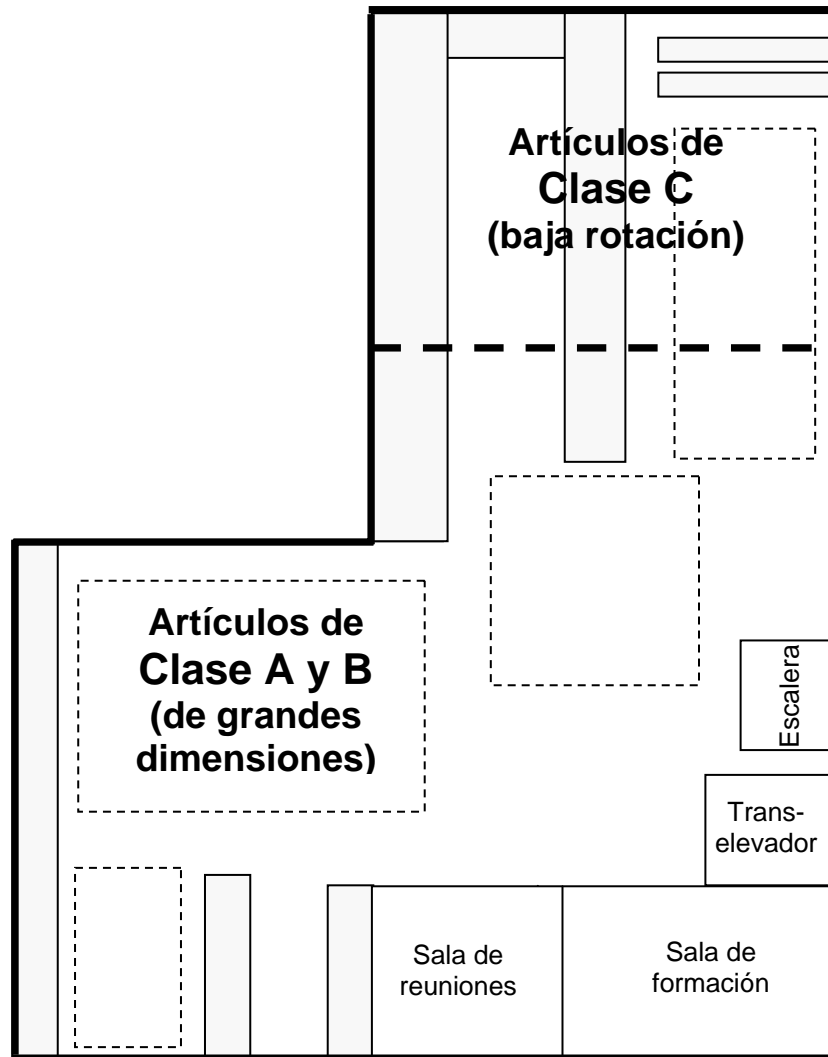 Artículos de
Clase C
(baja rotación)
Artículos de
Clase A y B
(de grandes
dimensiones)
Escalera
Trans-
elevador
Sala de
reuniones
Sala de
formación